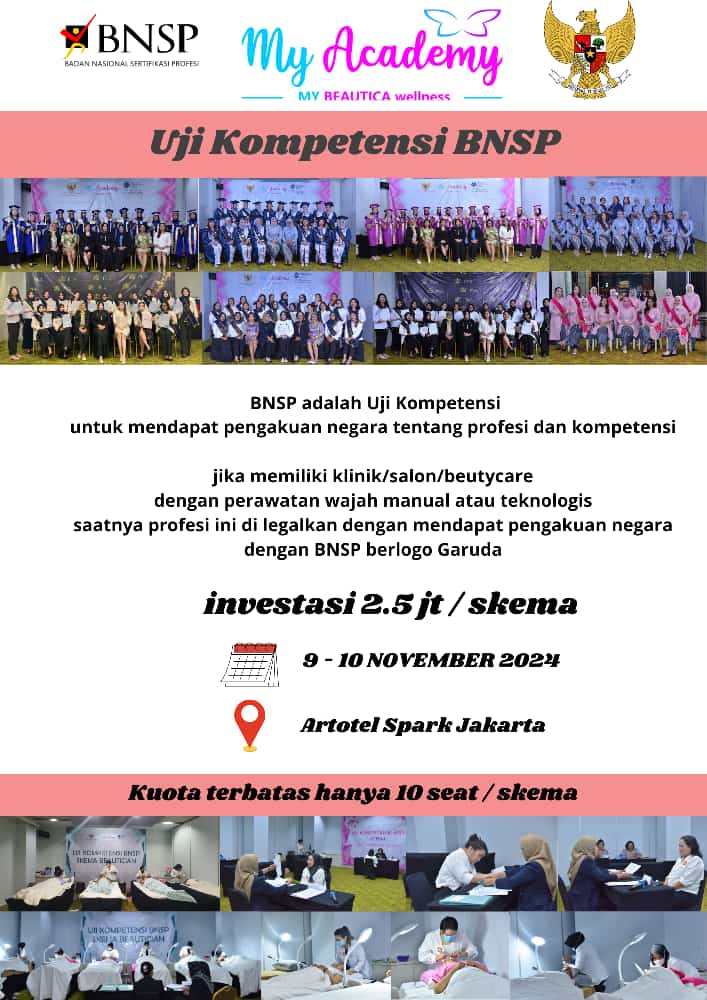 BNSP
BADAN NASIONAL SERTIFIKASI PROFESI
My Academy
MY BEAUTICA wellness
Uji Kompetensi BNSP
BNSP adalah Uji Kompetensi
untuk mendapat pengakuan negara tentang profesi dan kompetensi
jika memiliki klinik/salon/beutycare
dengan perawatan wajah manual atau teknologis
saatnya profesi ini di legalkan dengan mendapat pengakuan negara
dengan BNSP berlogo Garuda
investasi 2.5 jt / skema
9 - 10 NOVEMBER 2024
Artotel Spark Jakarta
Kuota terbatas hanya 10 seat / skema
UJI KOMPETENSI BNSP
SKEMA BEAUTICIAN
UJI KOMPETENSI BNSP
SKEMA BEAUTICIAN